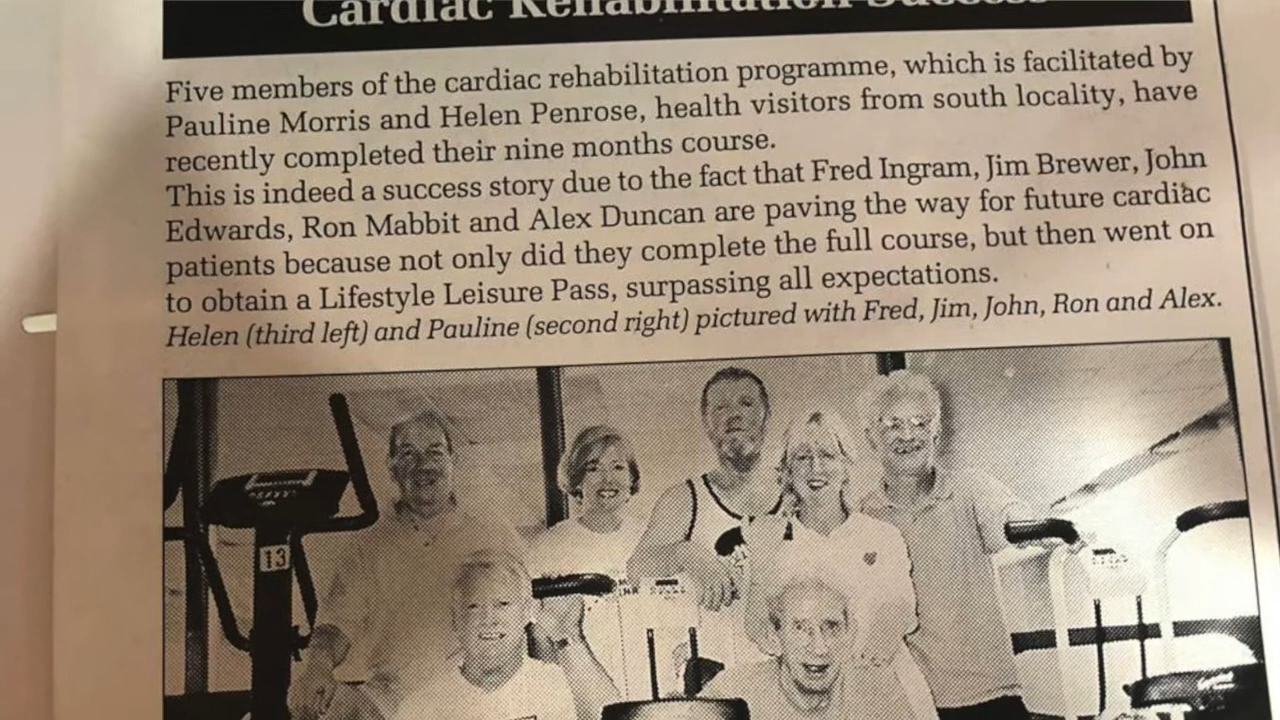 Cardiac Rehabilitation Success
Five members of the cardiac rehabilitation programme, which is facilitated by
Pauline Morris and Helen Penrose, health visitors from south locality, have
recently completed their nine months course.
This is indeed a success story due to the fact that Fred Ingram, Jim Brewer, John
Edwards, Ron Mabbit and Alex Duncan are paving the way for future cardiac
patients because not only did they complete the full course, but then went on
to obtain a Lifestyle Leisure Pass, surpassing all expectations.
Helen (third left) and Pauline (second right) pictured with Fred, Jim, John, Ron and Alex.
13